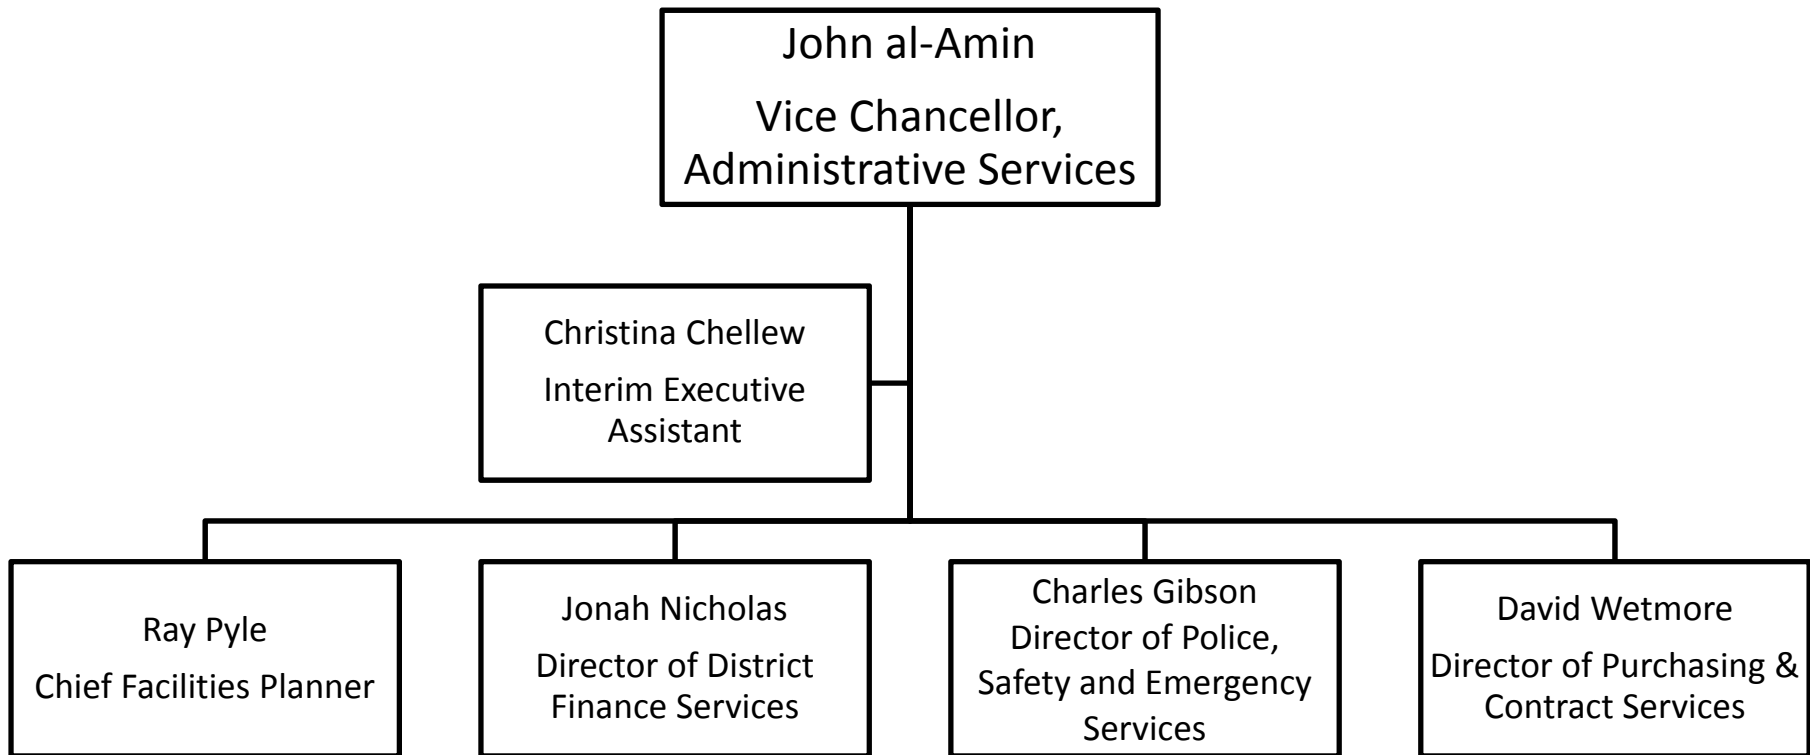 John al-Amin
Vice Chancellor,
Administrative Services
Christina Chellew
Interim Executive
Assistant
Ray Pyle
Chief Facilities Planner
Jonah Nicholas
Director of District
Finance Services
Charles Gibson
Director of Police,
Safety and Emergency
Services
David Wetmore
Director of Purchasing &
Contract Services